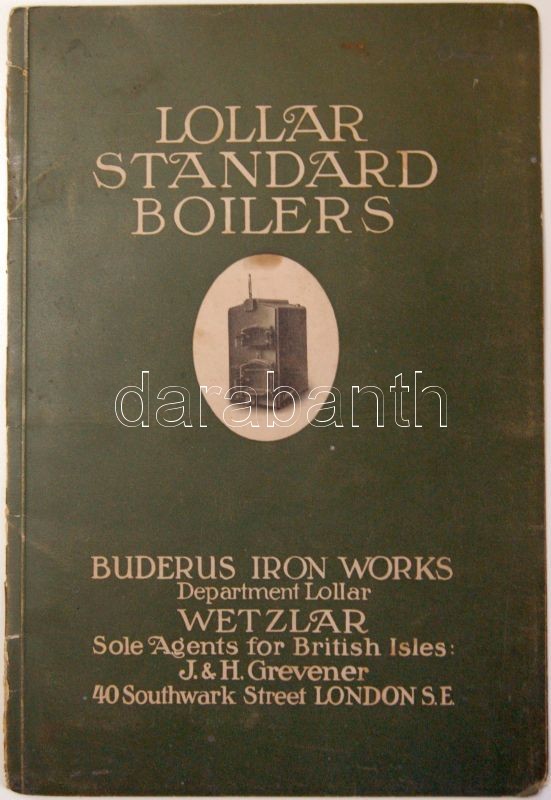 LOLLAR
STANDARD
BOILERS
darabanth
BUDERUS IRON WORKS
Department Lollar
WETZLAR
Sole Agents for British Isles:
J. & H. Grevener
40 Southwark Street LONDON S.E.